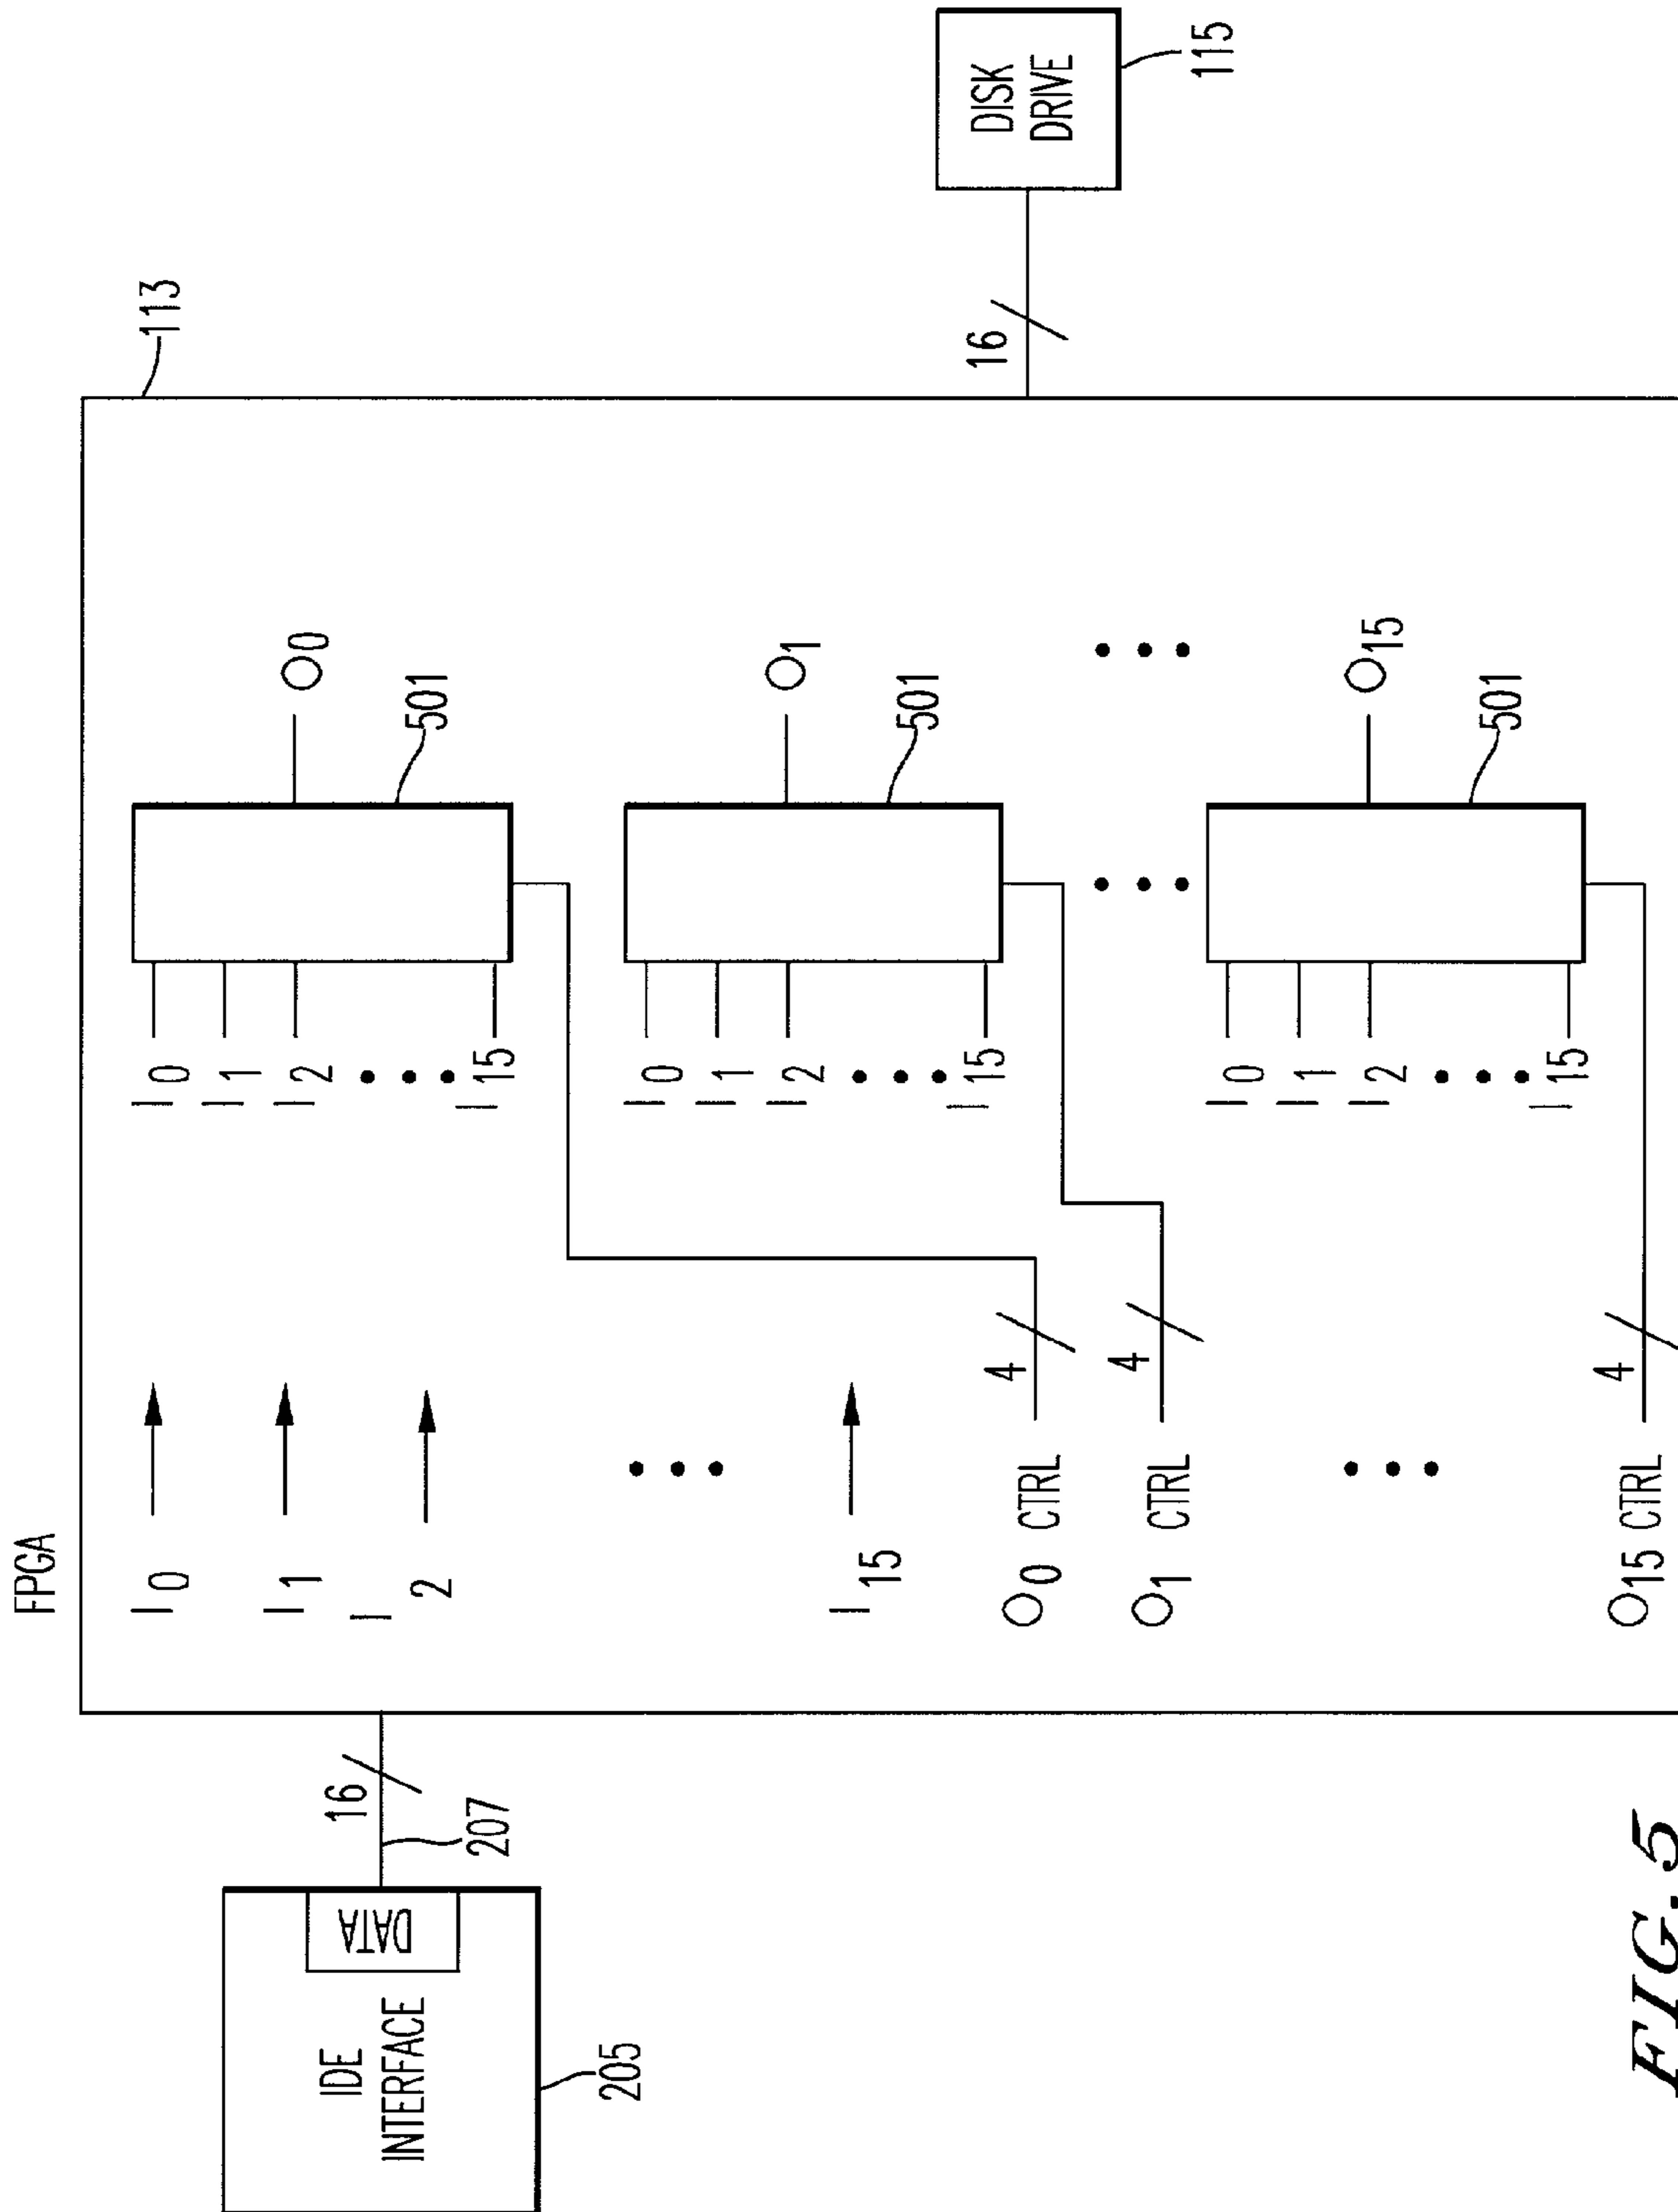 FPGA
113
I0
I1
I2
I15
O0 CTRL
4
O1 CTRL
4
O15 CTRL
4
I0
I1
I2
I15
501
O0
I0
I1
I2
I15
501
O1
I0
I1
I2
I15
501
O15
IDE
INTERFACE
DATA
205
16
207
16
DISK
DRIVE
115
FIG.5